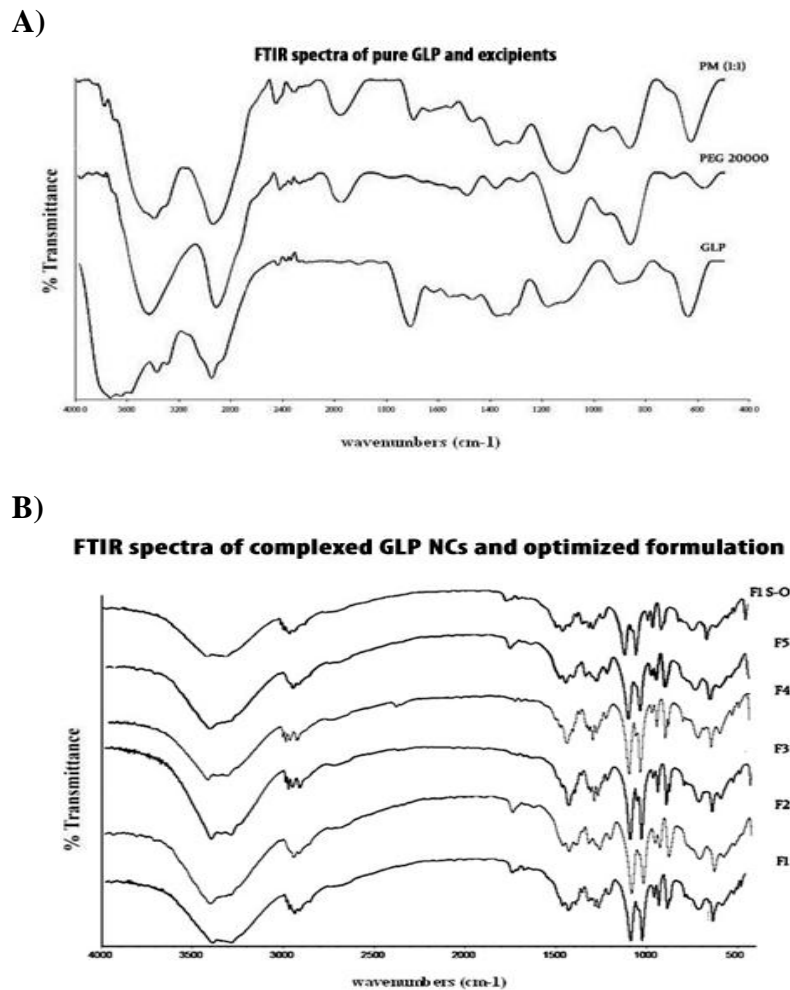 A)
FTIR spectra of pure GLP and excipients
PM (1:1)
PEG 20000
GLP
% Transmittance
4000.0 3600 3200 2800 2400 2000 1800 1600 1400 1200 1000 800 600 400.0
wavenumbers (cm-1)
B)
FTIR spectra of complexed GLP NCs and optimized formulation
F1 S-O
F5
F4
F3
F2
F1
% Transmittance
4000 3500 3000 2500 2000 1500 1000 500
wavenumbers (cm-1)